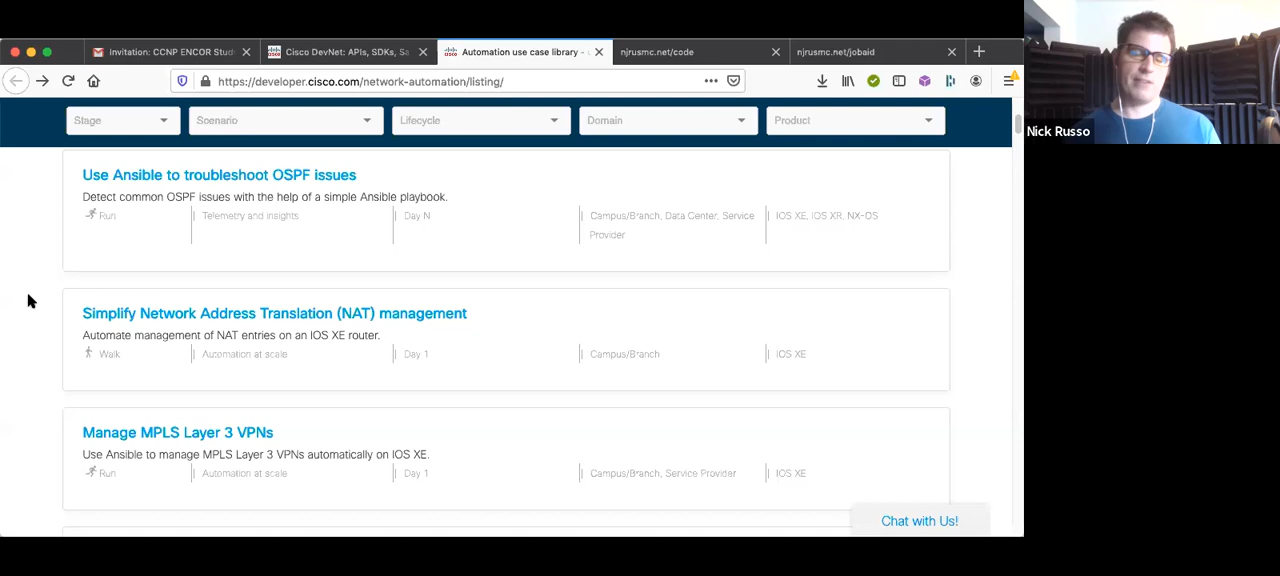 invitation: CCNP ENCOR Stud
Cisco DevNet: APIs, SDKs, Sa
Automation use case library -
njrusmc.net/code
njrusmc.net/jobaid
https://developer.cisco.com/network-automation/listing/
Stage
Scenario
Lifecycle
Domain
Product
Nick Russo
Use Ansible to troubleshoot OSPF issues
Detect common OSPF issues with the help of a simple Ansible playbook.
Run
Telemetry and insights
Day N
Campus/Branch, Data Center, Service
Provider
IOS XE, IOS XR, NX-OS
Simplify Network Address Translation (NAT) management
Automate management of NAT entries on an IOS XE router.
Walk
Automation at scale
Day 1
Campus/Branch
IOS XE
Manage MPLS Layer 3 VPNs
Use Ansible to manage MPLS Layer 3 VPNs automatically on IOS XE.
Run
Automation at scale
Day 1
Campus/Branch, Service Provider
IOS XE
Chat with Us!